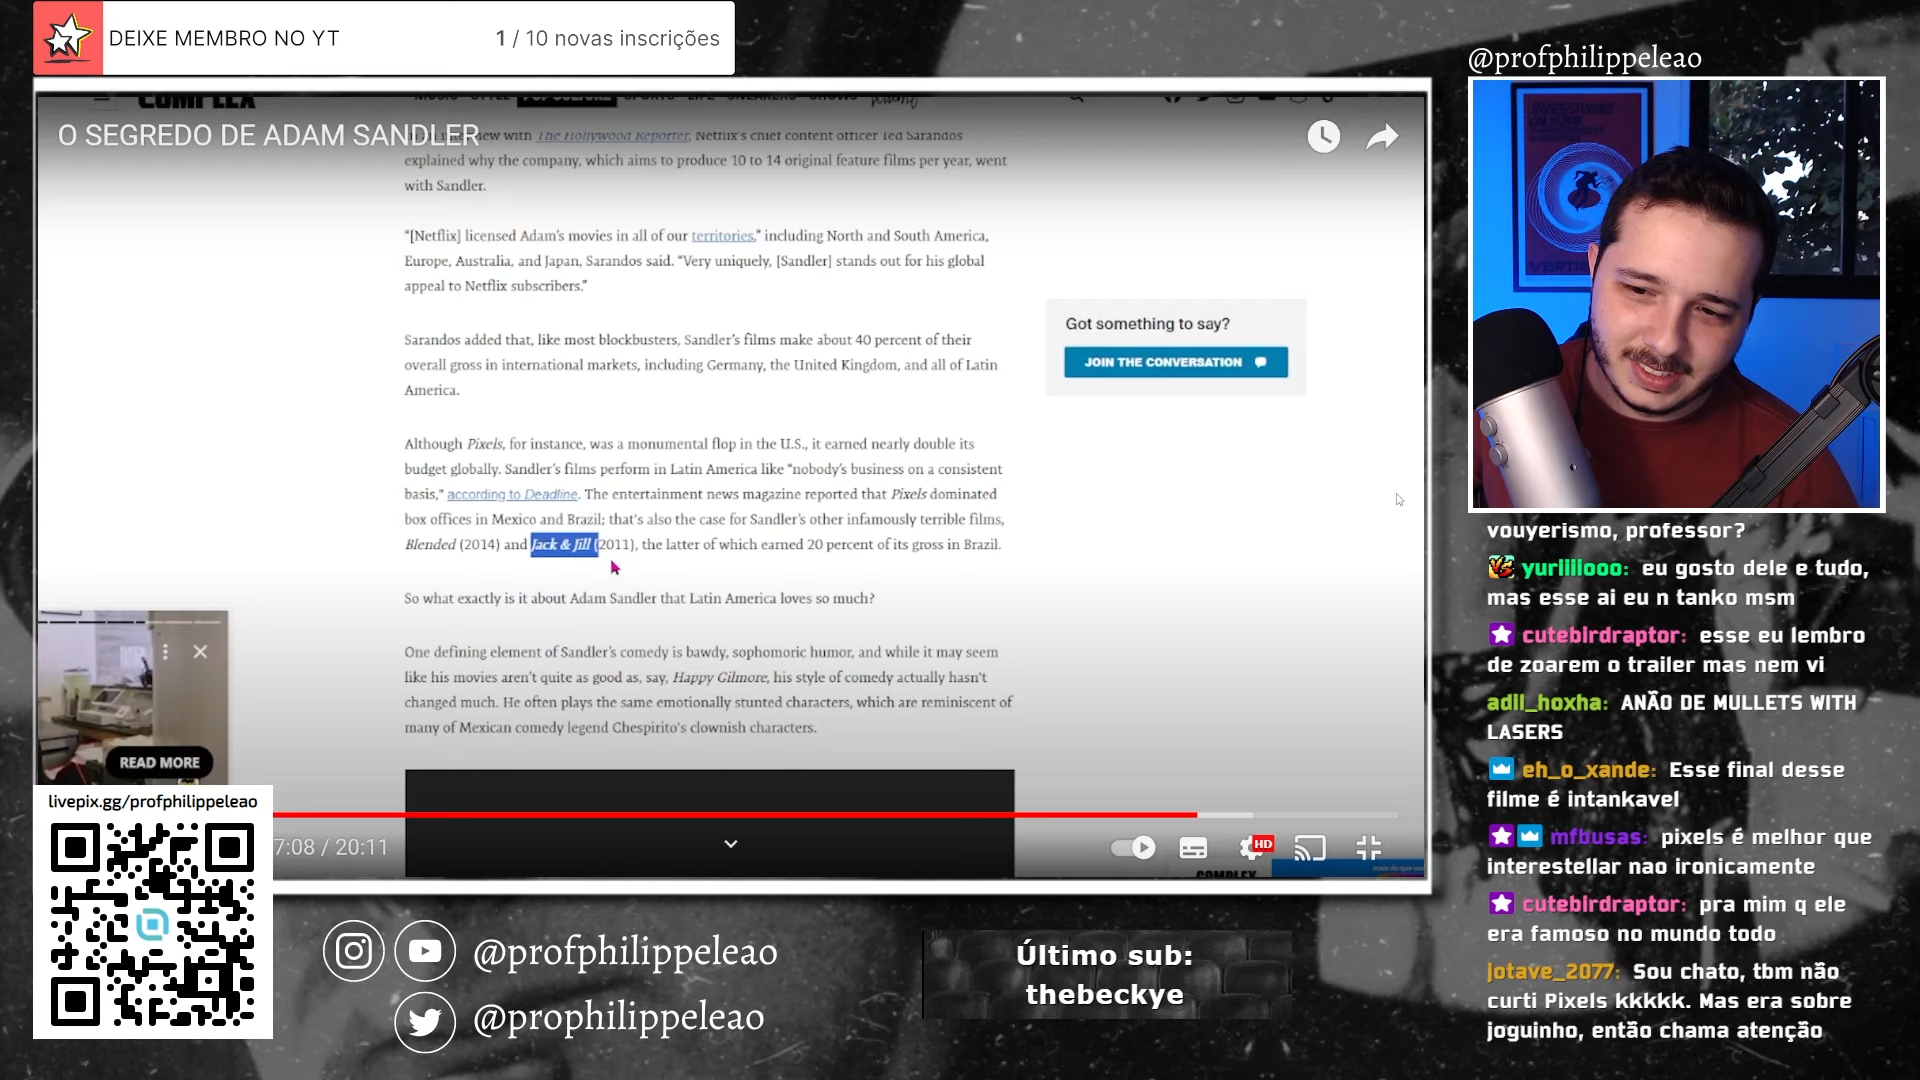 DEIXE MEMBRO NO YT
1 / 10 novas inscrições
@profphilippeleao
COMPLEX
O SEGREDO DE ADAM SANDLER
with The Hollywood Reporter, Netflix's chief content officer Ted Sarandos
explained why the company, which aims to produce 10 to 14 original feature films per year, went
with Sandler.
“[Netflix] licensed Adam's movies in all of our territories,” including North and South America,
Europe, Australia, and Japan, Sarandos said. “Very uniquely, [Sandler] stands out for his global
appeal to Netflix subscribers.”
Sarandos added that, like most blockbusters, Sandler's films make about 40 percent of their
overall gross in international markets, including Germany, the United Kingdom, and all of Latin
America.
Although Pixels, for instance, was a monumental flop in the U.S., it earned nearly double its
budget globally. Sandler's films perform in Latin America like “nobody's business on a consistent
basis,” according to Deadline. The entertainment news magazine reported that Pixels dominated
box offices in Mexico and Brazil; that's also the case for Sandler's other infamously terrible films,
Blended (2014) and Jack & Jill (2011), the latter of which earned 20 percent of its gross in Brazil.
So what exactly is it about Adam Sandler that Latin America loves so much?
One defining element of Sandler's comedy is bawdy, sophomoric humor, and while it may seem
like his movies aren't quite as good as, say, Happy Gilmore, his style of comedy actually hasn't
changed much. He often plays the same emotionally stunted characters, which are reminiscent of
many of Mexican comedy legend Chespirito's clownish characters.
Got something to say?
JOIN THE CONVERSATION
READ MORE
livepix.gg/profphilippeleao
7:08 / 20:11
HD
COMPLEX
@profphilippeleao
@prophilippeleao
Último sub:
thebeckye
vouyerismo, professor?
yuriiiiooo: eu gosto dele e tudo,
mas esse ai eu n tanko msm
cutebirdraptor: esse eu lembro
de zoarem o trailer mas nem vi
adil_hoxha: ANÃO DE MULLETS WITH
LASERS
eh_o_xande: Esse final desse
filme é intankavel
mfbusas: pixels é melhor que
interestellar nao ironicamente
cutebirdraptor: pra mim q ele
era famoso no mundo todo
jotave_2077: Sou chato, tbm não
curti Pixels kkkkk. Mas era sobre
joguinho, então chama atenção